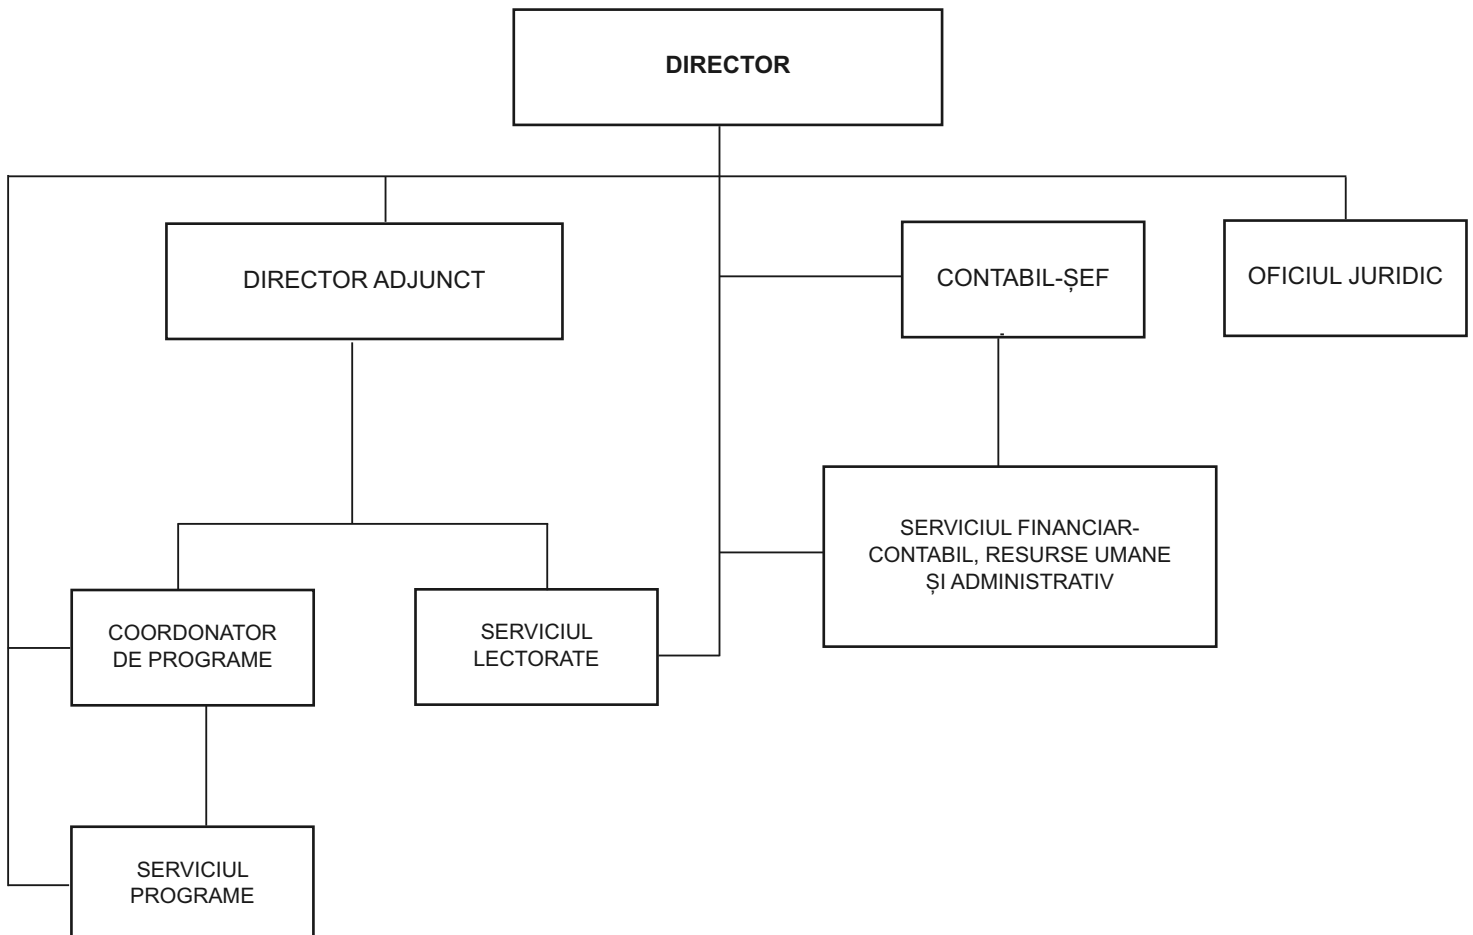 DIRECTOR
DIRECTOR ADJUNCT
CONTABIL-ȘEF
OFICIUL JURIDIC
SERVICIUL FINANCIAR-
CONTABIL, RESURSE UMANE
ȘI ADMINISTRATIV
COORDONATOR
DE PROGRAME
SERVICIUL
LECTORATE
SERVICIUL
PROGRAME